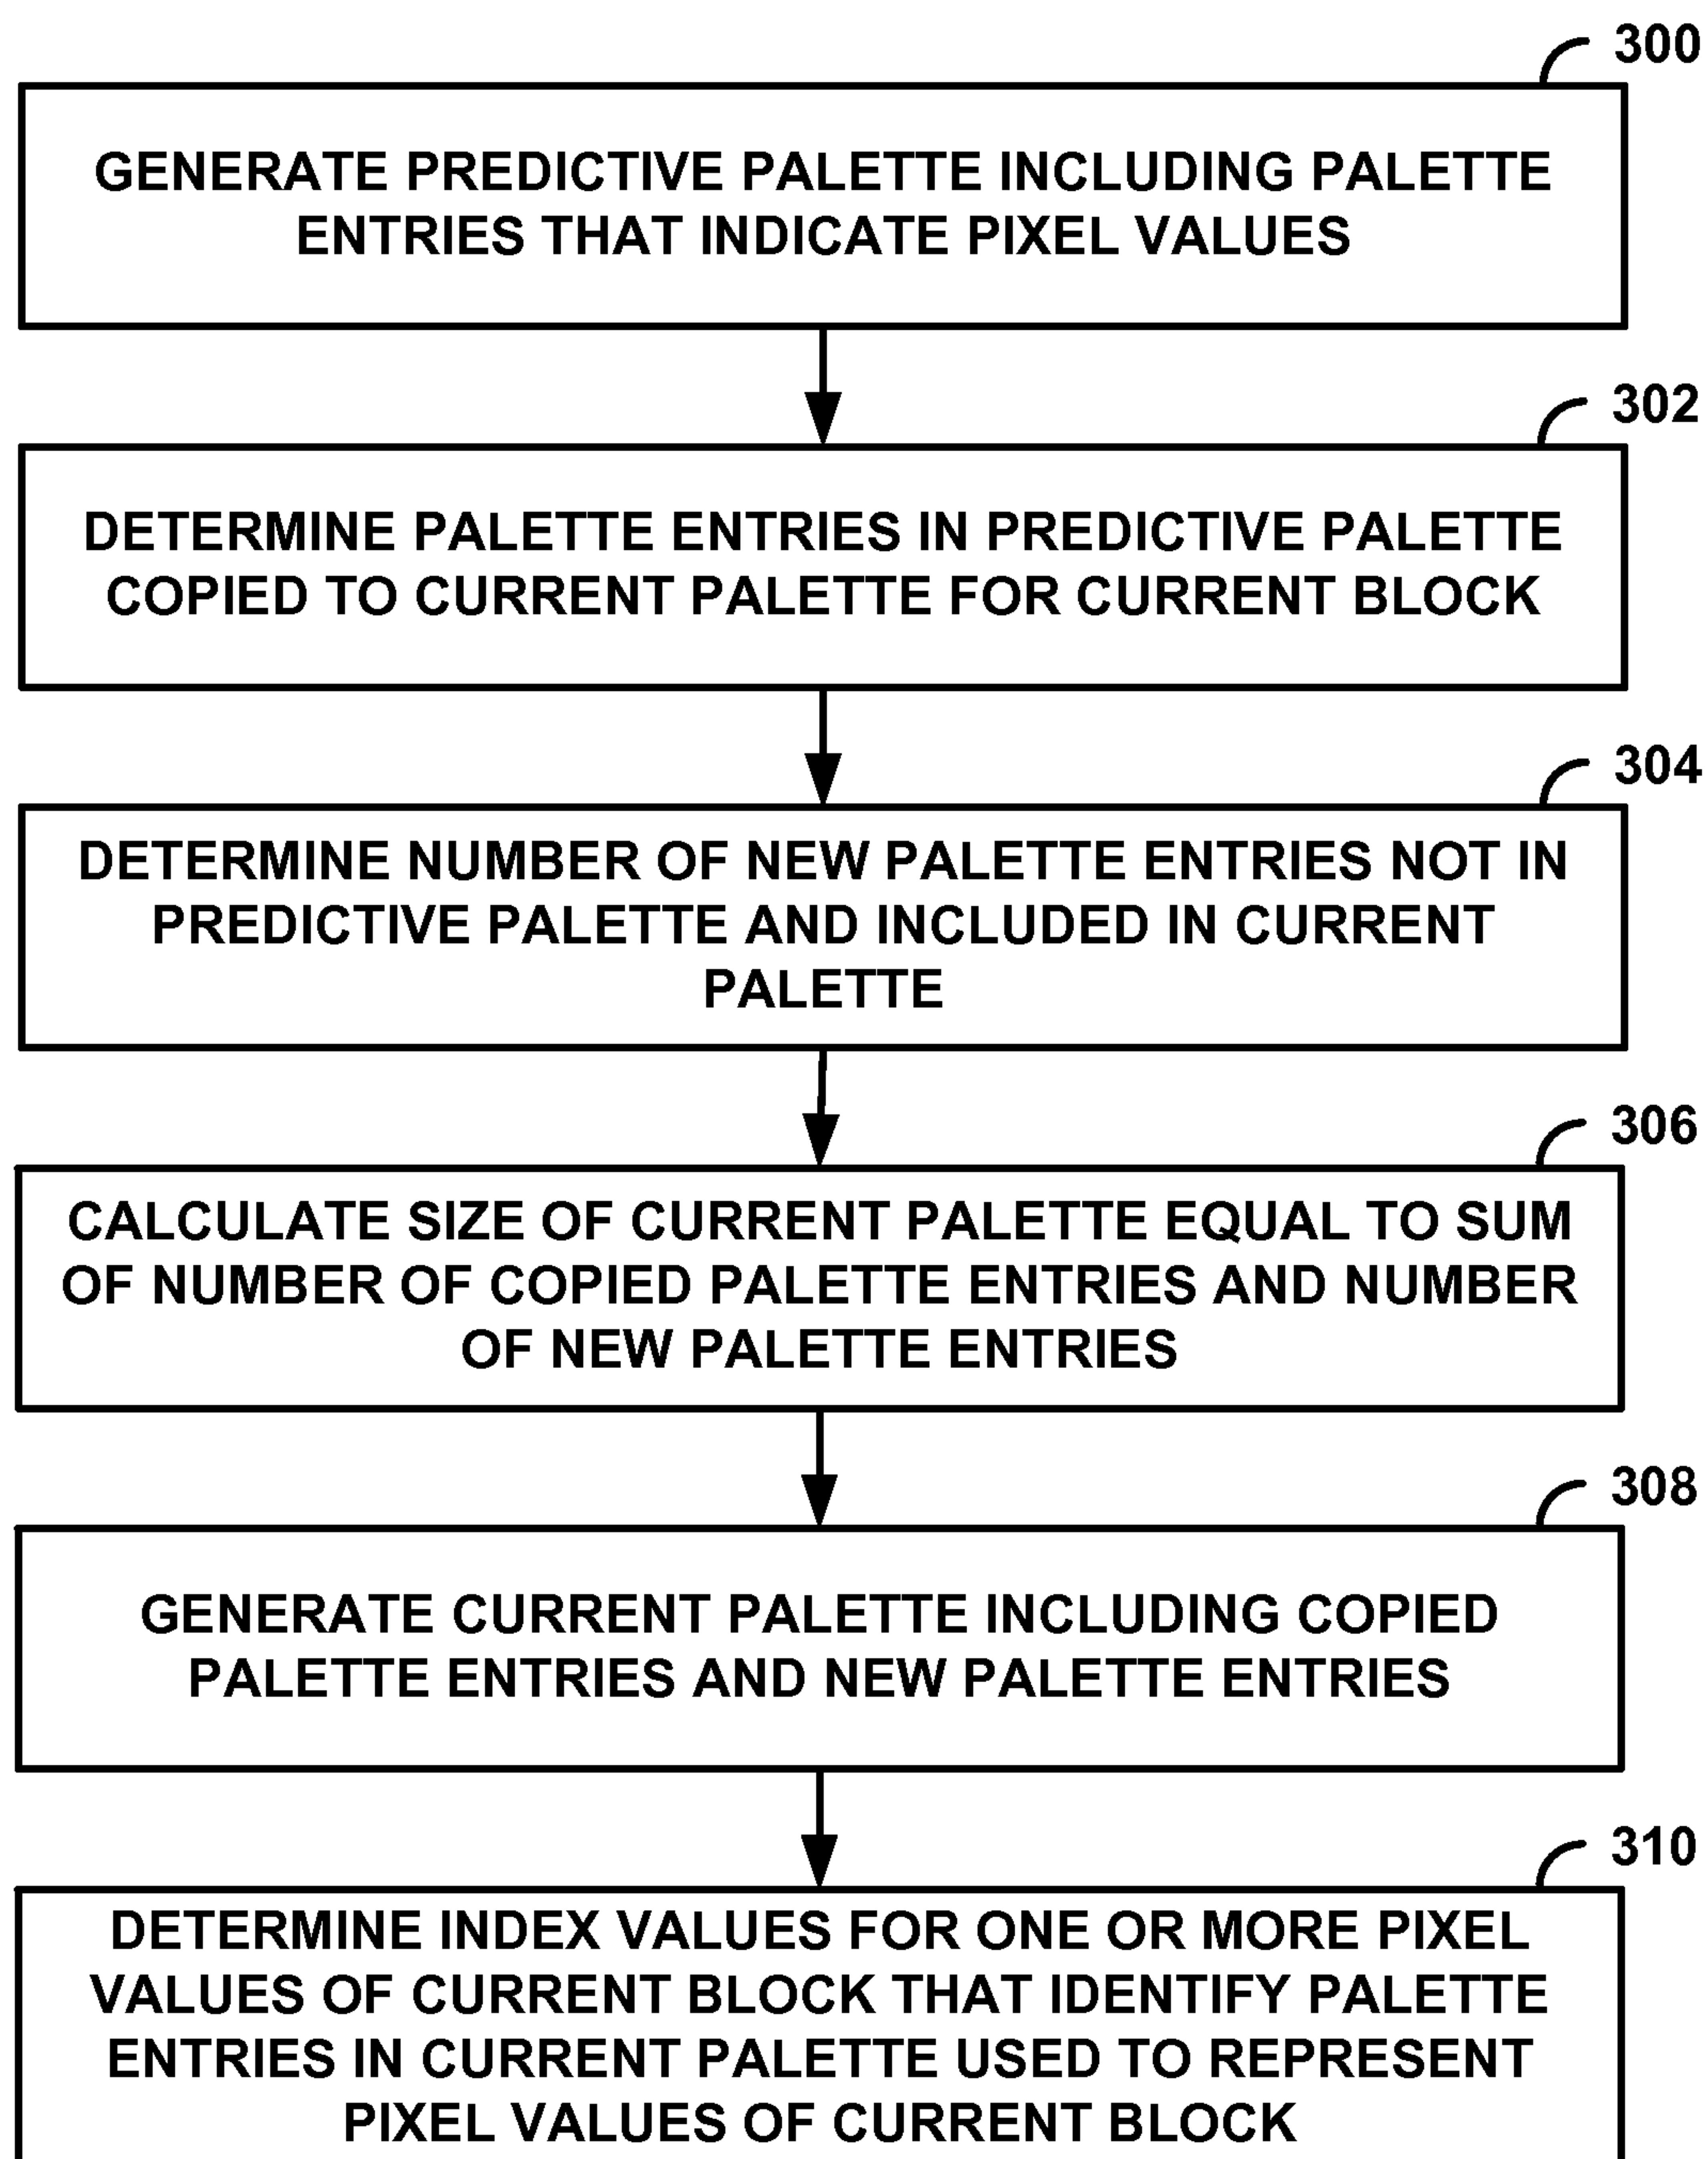 300
GENERATE PREDICTIVE PALETTE INCLUDING PALETTE
ENTRIES THAT INDICATE PIXEL VALUES
302
DETERMINE PALETTE ENTRIES IN PREDICTIVE PALETTE
COPIED TO CURRENT PALETTE FOR CURRENT BLOCK
304
DETERMINE NUMBER OF NEW PALETTE ENTRIES NOT IN
PREDICTIVE PALETTE AND INCLUDED IN CURRENT
PALETTE
306
CALCULATE SIZE OF CURRENT PALETTE EQUAL TO SUM
OF NUMBER OF COPIED PALETTE ENTRIES AND NUMBER
OF NEW PALETTE ENTRIES
308
GENERATE CURRENT PALETTE INCLUDING COPIED
PALETTE ENTRIES AND NEW PALETTE ENTRIES
310
DETERMINE INDEX VALUES FOR ONE OR MORE PIXEL
VALUES OF CURRENT BLOCK THAT IDENTIFY PALETTE
ENTRIES IN CURRENT PALETTE USED TO REPRESENT
PIXEL VALUES OF CURRENT BLOCK